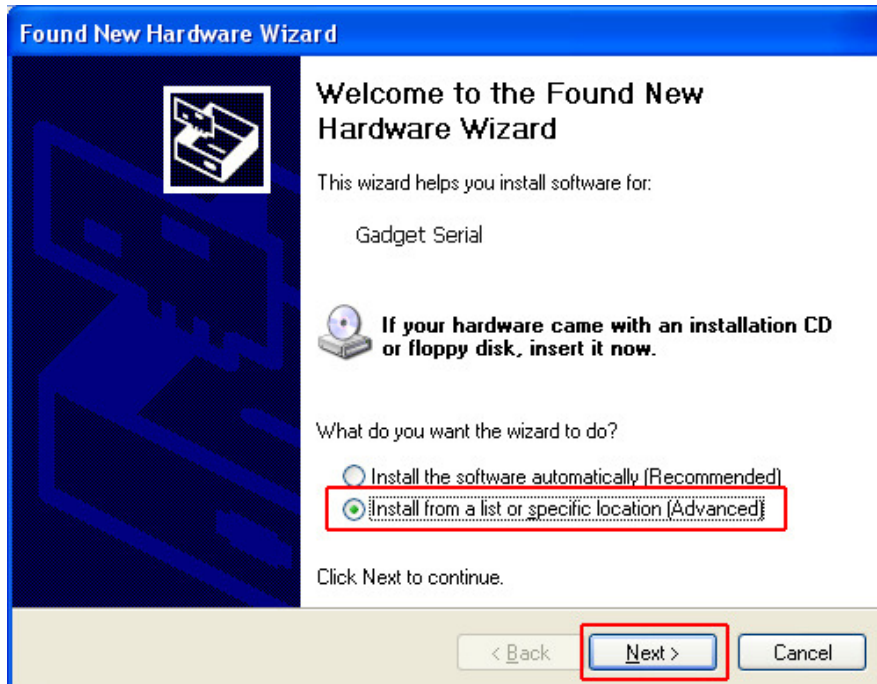 Found New Hardware Wizard
Welcome to the Found New
Hardware Wizard
This wizard helps you install software for:
Gadget Serial
If your hardware came with an installation CD
or floppy disk, insert it now.
What do you want the wizard to do?
Install the software automatically (Recommended)
Install from a list or specific location (Advanced)
Click Next to continue.
< Back Next > Cancel